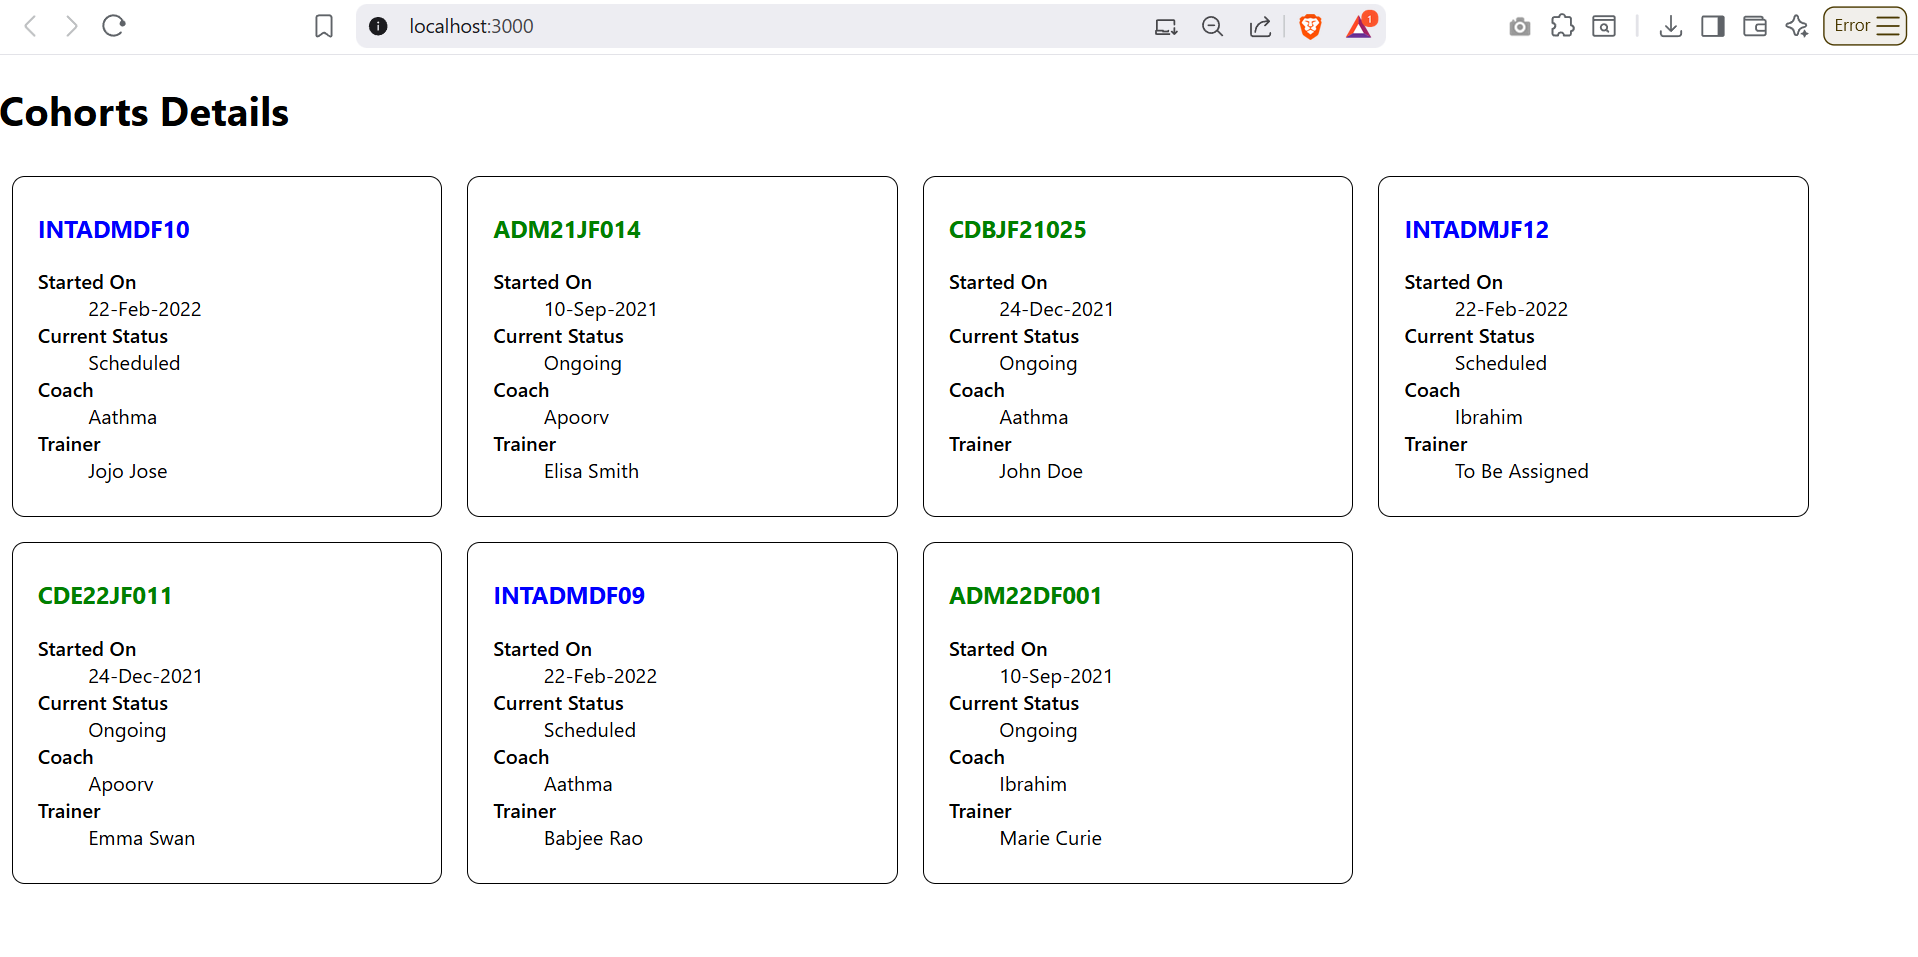 localhost:3000
1
Error
Cohorts Details
INTADMDF10
Started On
22-Feb-2022
Current Status
Scheduled
Coach
Aathma
Trainer
Jojo Jose
ADM21JF014
Started On
10-Sep-2021
Current Status
Ongoing
Coach
Apoorv
Trainer
Elisa Smith
CDBJF21025
Started On
24-Dec-2021
Current Status
Ongoing
Coach
Aathma
Trainer
John Doe
INTADMJF12
Started On
22-Feb-2022
Current Status
Scheduled
Coach
Ibrahim
Trainer
To Be Assigned
CDE22JF011
Started On
24-Dec-2021
Current Status
Ongoing
Coach
Apoorv
Trainer
Emma Swan
INTADMDF09
Started On
22-Feb-2022
Current Status
Scheduled
Coach
Aathma
Trainer
Babjee Rao
ADM22DF001
Started On
10-Sep-2021
Current Status
Ongoing
Coach
Ibrahim
Trainer
Marie Curie